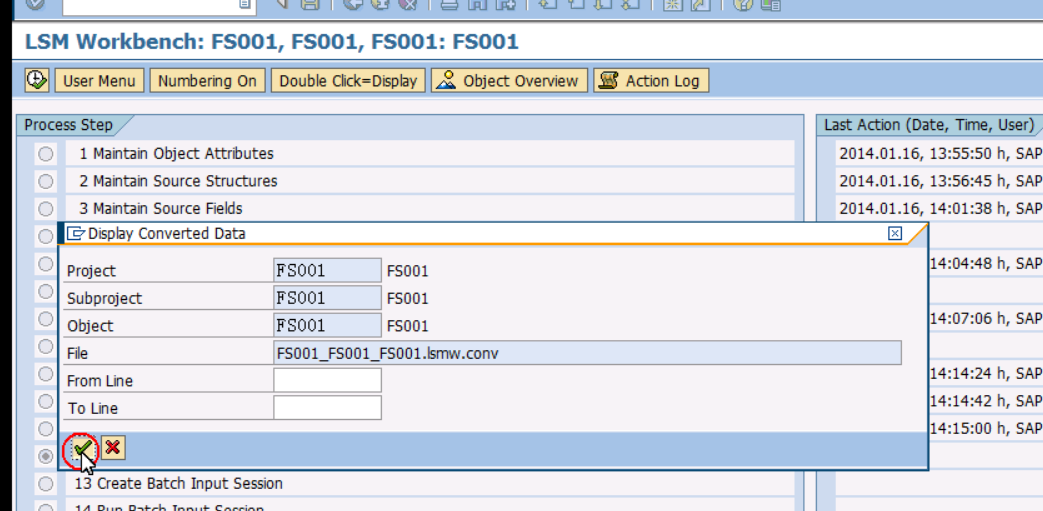 LSM Workbench: FS001, FS001, FS001: FS001
User Menu Numbering On Double Click=Display Object Overview Action Log
Process Step Last Action (Date, Time, User)
1 Maintain Object Attributes 2014.01.16, 13:55:50 h, SAP
2 Maintain Source Structures 2014.01.16, 13:56:45 h, SAP
3 Maintain Source Fields 2014.01.16, 14:01:38 h, SAP
Display Converted Data
Project FS001 FS001 14:04:48 h, SAP
Subproject FS001 FS001
Object FS001 FS001 14:07:06 h, SAP
File FS001_FS001_FS001.lsmw.conv
From Line 14:14:24 h, SAP
To Line 14:14:42 h, SAP
14:15:00 h, SAP
13 Create Batch Input Session
14 Run Batch Input Session